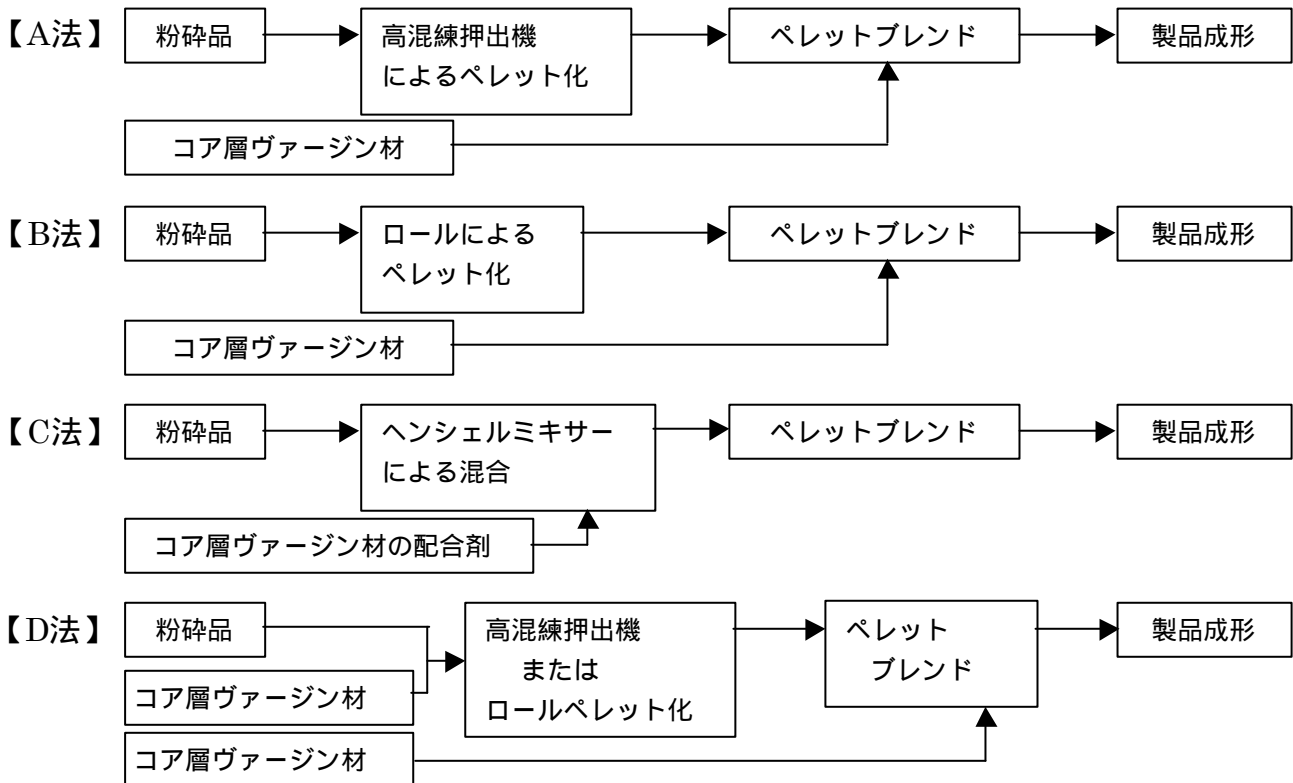 【A法】 粉砕品 高混練押出機 ペレットブレンド 製品成形
によるペレット化
コア層ヴァージン材
【B法】 粉砕品 ロールによる ペレットブレンド 製品成形
ペレット化
コア層ヴァージン材
【C法】 粉砕品 ヘンシェルミキサー ペレットブレンド 製品成形
による混合
コア層ヴァージン材の配合剤
【D法】 粉砕品 高混練押出機 ペレット 製品成形
または ブレンド
コア層ヴァージン材 ロールペレット化
コア層ヴァージン材